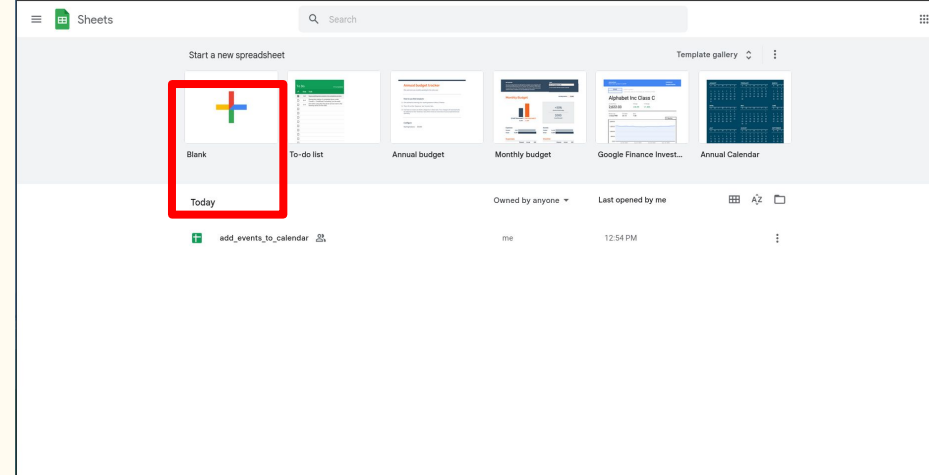 Sheets
Search
Start a new spreadsheet
Template gallery
Blank
To-do list
Annual budget
Monthly budget
Google Finance Invest...
Annual Calendar
Alphabet Inc Class C
Today
Owned by anyone
Last opened by me
AZ
add_events_to_calendar
me
12:54 PM